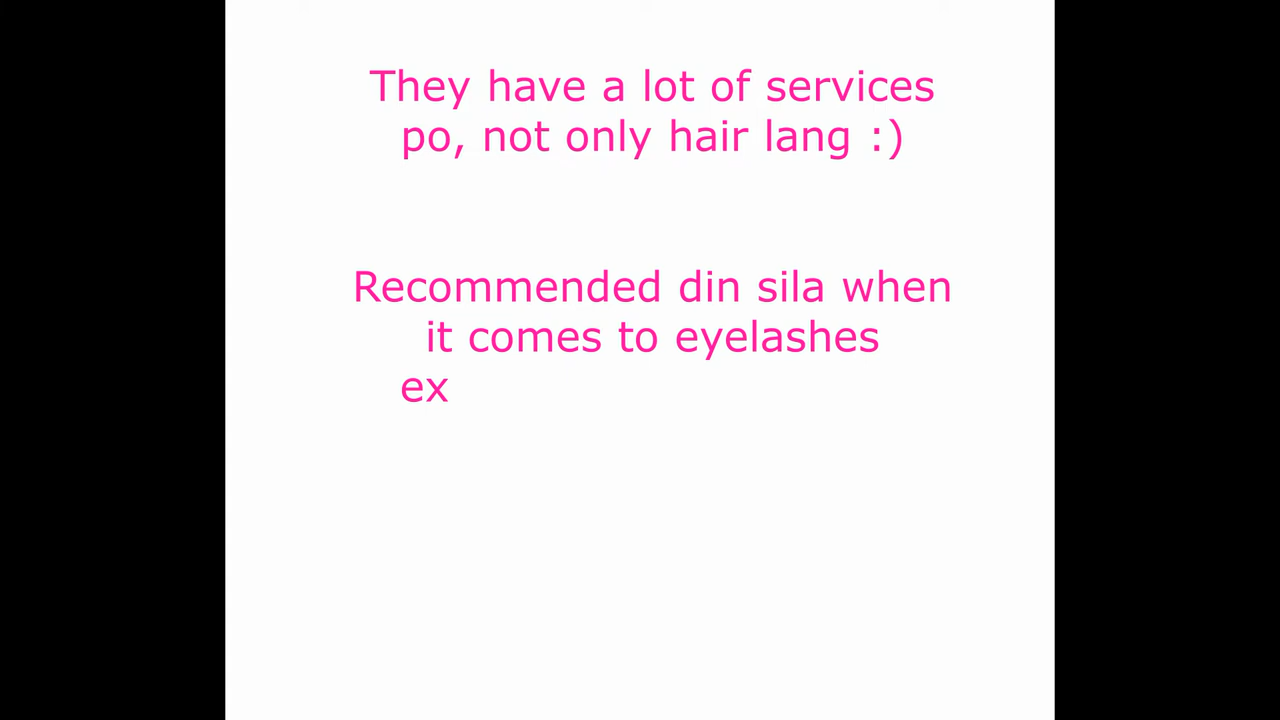 They have a lot of services
po, not only hair lang :)
Recommended din sila when
it comes to eyelashes
ex